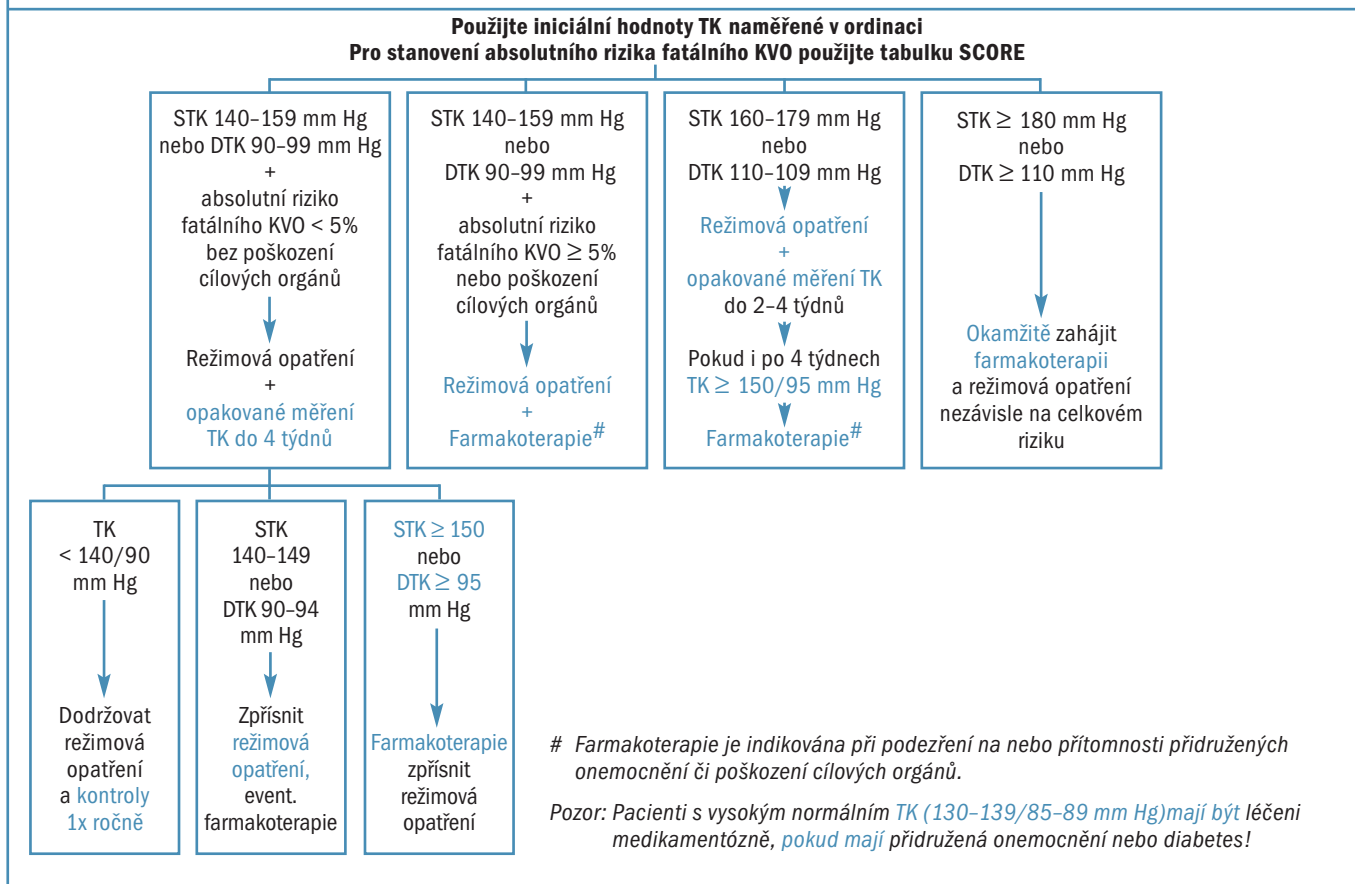 Použijte iniciální hodnoty TK naměřené v ordinaci
Pro stanovení absolutního rizika fatálního KVO použijte tabulku SCORE
STK 140–159 mm Hg
nebo DTK 90–99 mm Hg
+
absolutní riziko
fatálního KVO < 5%
bez poškození
cílových orgánů
Režimová opatření
+
opakované měření
TK do 4 týdnů
STK 140–159 mm Hg
nebo
DTK 90–99 mm Hg
+
absolutní riziko
fatálního KVO ≥ 5%
nebo poškození
cílových orgánů
Režimová opatření
+
Farmakoterapie#
STK 160–179 mm Hg
nebo
DTK 110–109 mm Hg
Režimová opatření
+
opakované měření TK
do 2–4 týdnů
Pokud i po 4 týdnech
TK ≥ 150/95 mm Hg
Farmakoterapie#
STK ≥ 180 mm Hg
nebo
DTK ≥ 110 mm Hg
Okamžitě zahájit
farmakoterapii
a režimová opatření
nezávisle na celkovém
riziku
TK
< 140/90
mm Hg
Dodržovat
režimová
opatření
a kontroly
1x ročně
STK
140–149
nebo
DTK 90–94
mm Hg
Zpřísnit
režimová
opatření,
event.
farmakoterapie
STK ≥ 150
nebo
DTK ≥ 95
mm Hg
Farmakoterapie
zpřísnit
režimová
opatření
# Farmakoterapie je indikována při podezření na nebo přítomnosti přidružených
onemocnění či poškození cílových orgánů.
Pozor: Pacienti s vysokým normálním TK (130–139/85–89 mm Hg)mají být léčeni
medikamentózně, pokud mají přidružená onemocnění nebo diabetes!